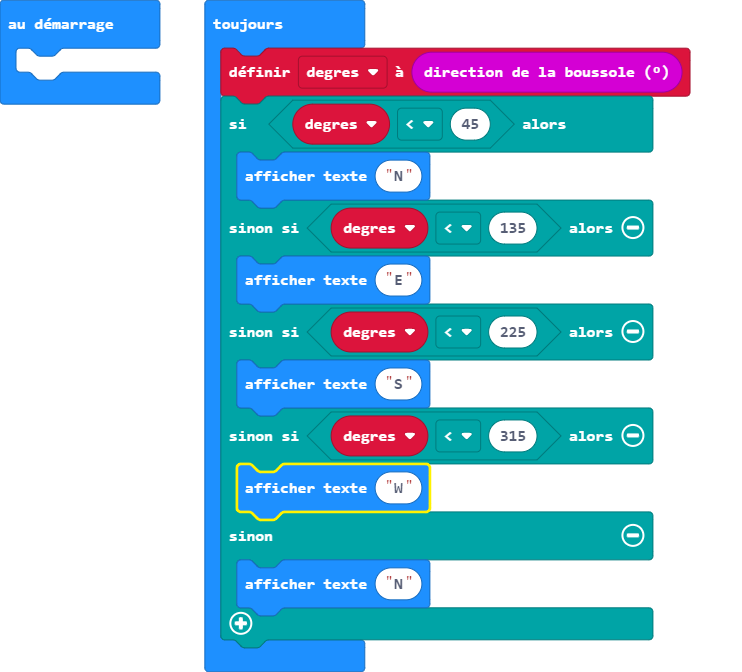 au démarrage
toujours
définir degres à direction de la boussole (º)
si degres < 45 alors
afficher texte "N"
sinon si degres < 135 alors
afficher texte "E"
sinon si degres < 225 alors
afficher texte "S"
sinon si degres < 315 alors
afficher texte "W"
sinon
afficher texte "N"